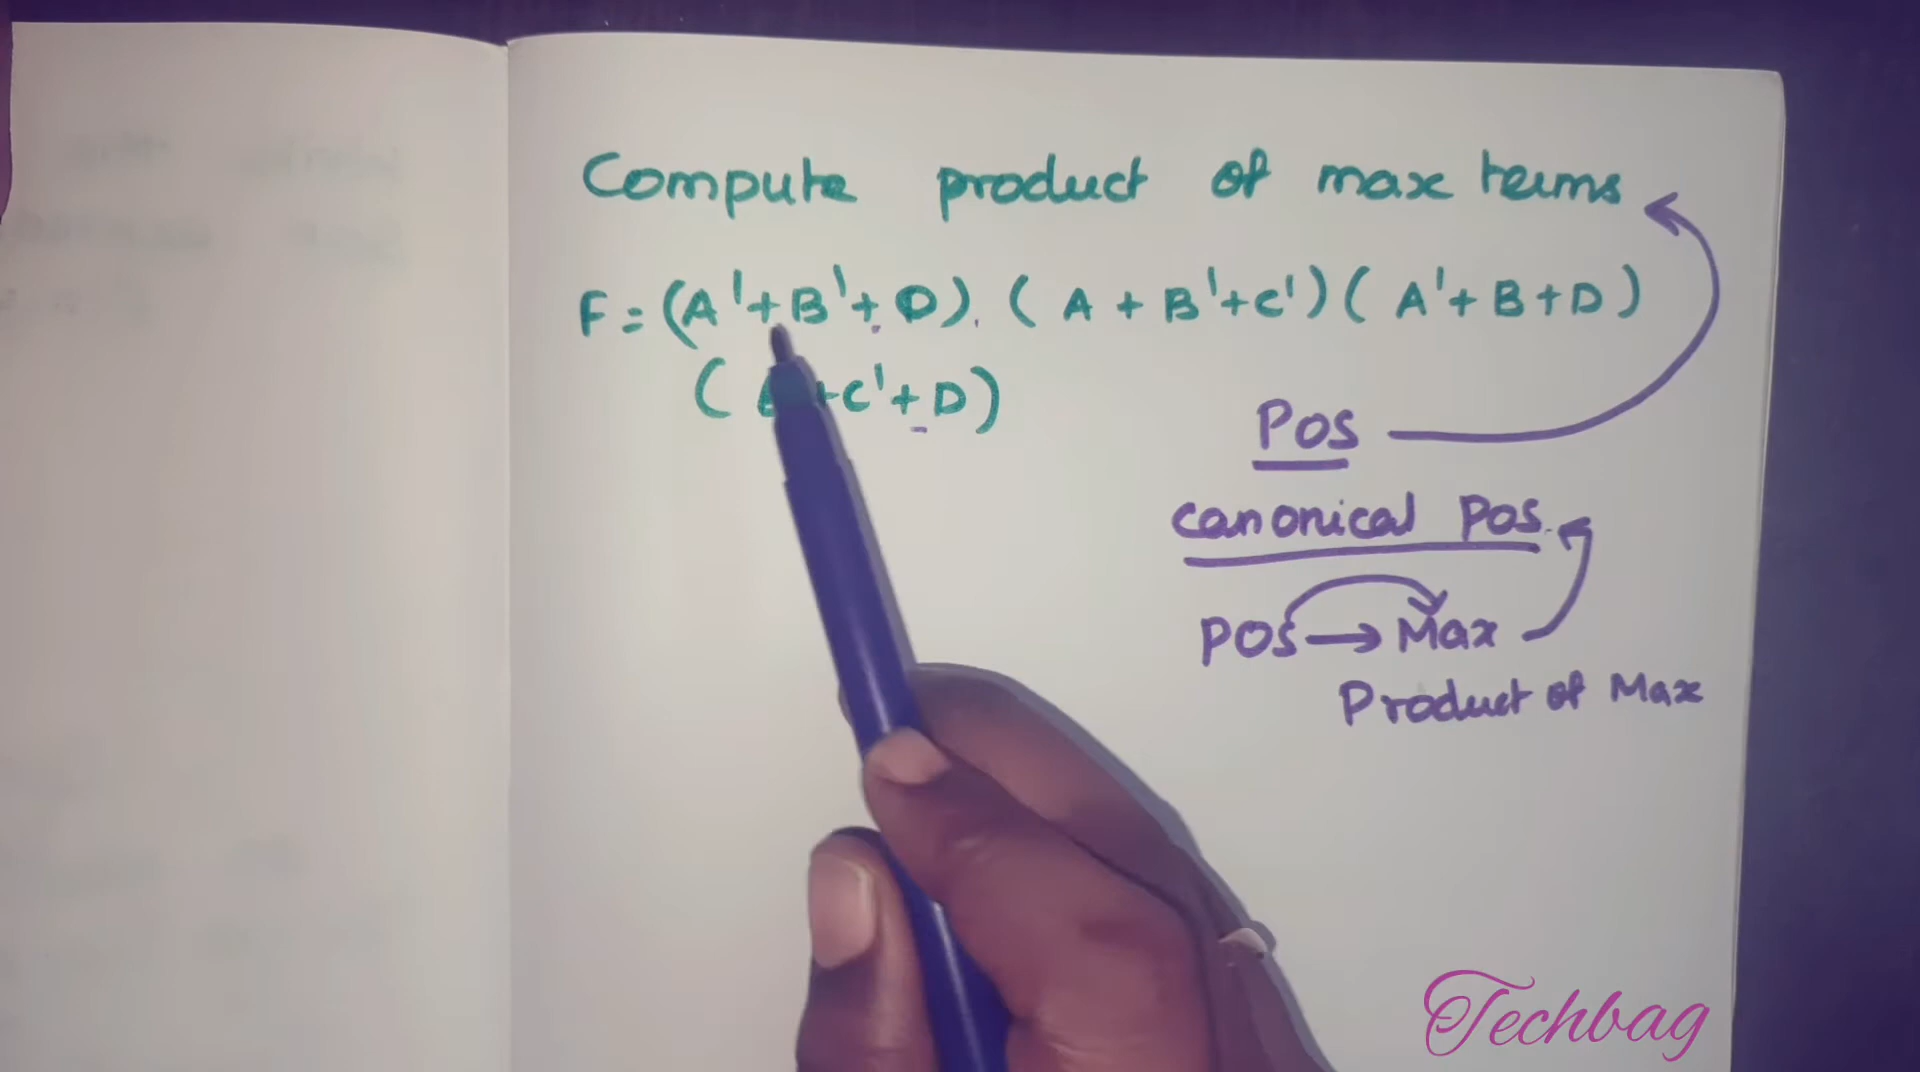 Compute product of max terms
F = (A'+B'+D). (A+B'+C') (A'+B+D)
( +C'+D)
POS
canonical POS
POS → Max
Product of Max
Techbag